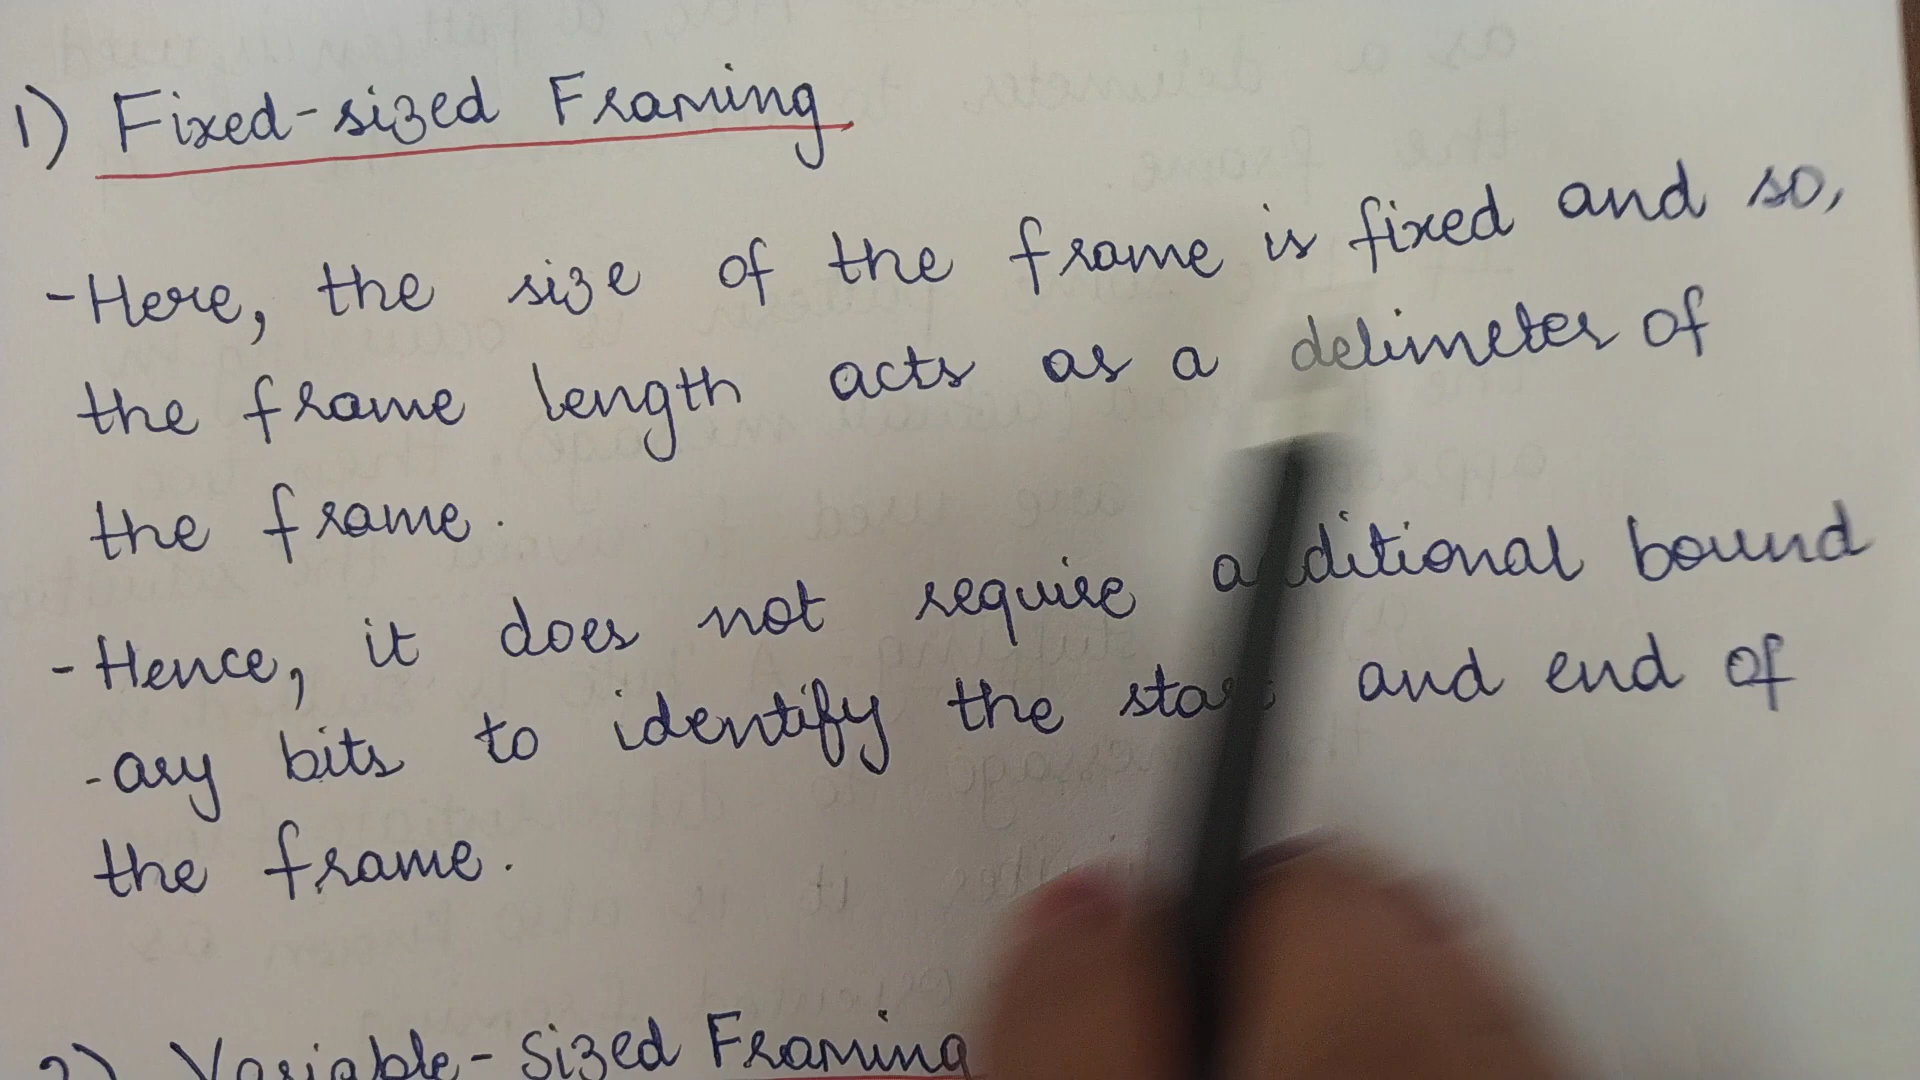 1) Fixed-sized Framing
-Here, the size of the frame is fixed and so,
the frame length acts as a delimeter of
the frame.
-Hence, it does not require additional bound
-ary bits to identify the start and end of
the frame.
2) Variable-Sized Framing